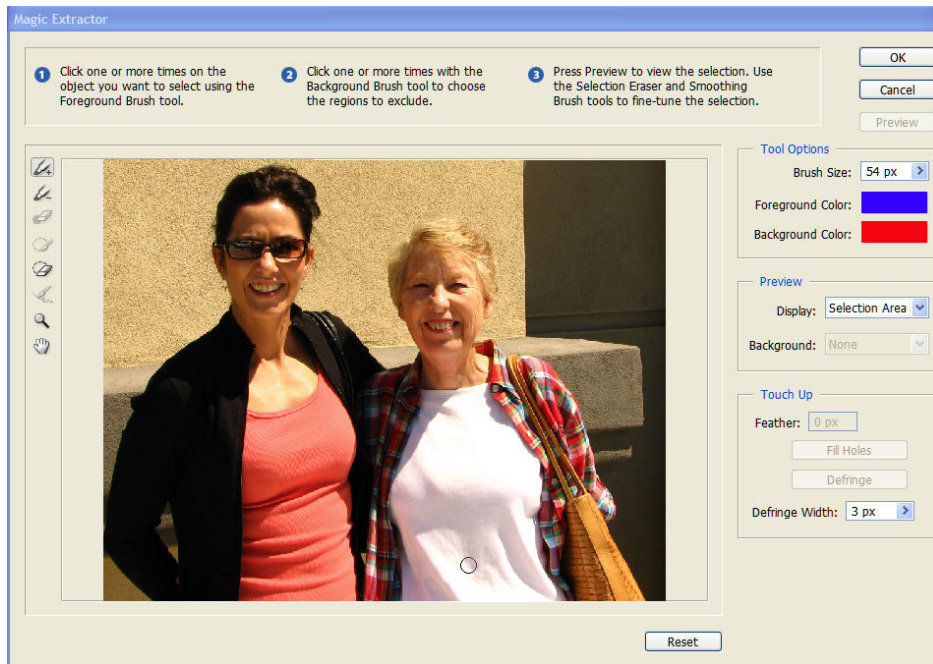 Magic Extractor
1 Click one or more times on the
object you want to select using the
Foreground Brush tool.
2 Click one or more times with the
Background Brush tool to choose
the regions to exclude.
3 Press Preview to view the selection. Use
the Selection Eraser and Smoothing
Brush tools to fine-tune the selection.
OK
Cancel
Preview
Tool Options
Brush Size: 54 px
Foreground Color:
Background Color:
Preview
Display: Selection Area
Background: None
Touch Up
Feather: 0 px
Fill Holes
Defringe
Defringe Width: 3 px
Reset